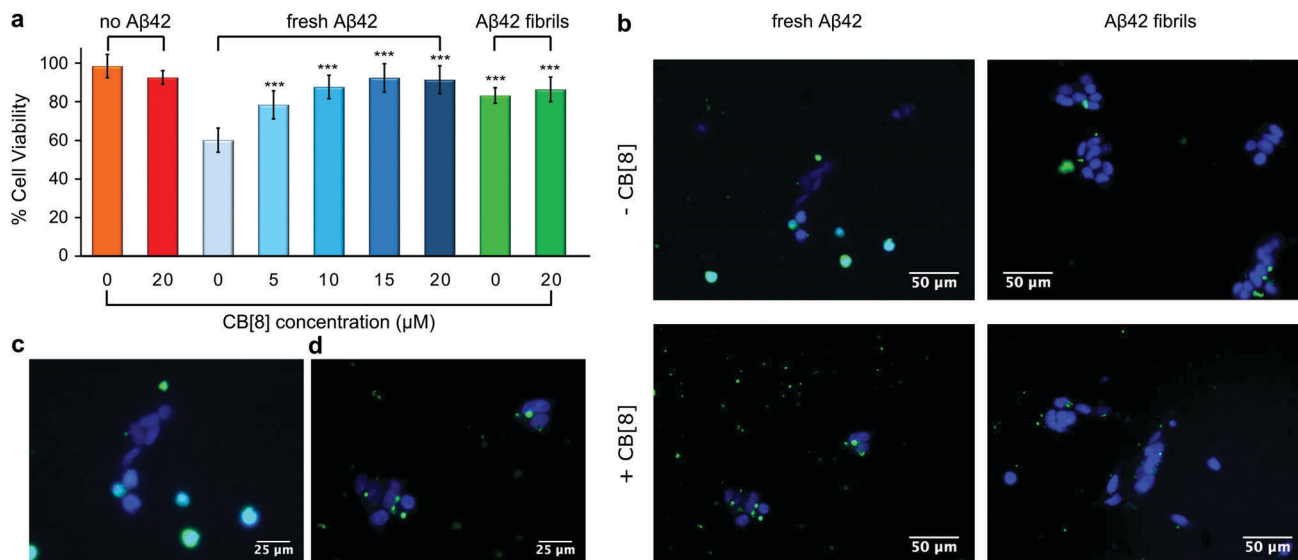 a
no Aβ42 fresh Aβ42 Aβ42 fibrils
% Cell Viability
100
80
60
40
20
0
*** *** *** *** *** ***
0 20 0 5 10 15 20 0 20
CB[8] concentration (μM)
b
fresh Aβ42 Aβ42 fibrils
- CB[8]
50 μm
50 μm
+ CB[8]
50 μm
50 μm
c
25 μm
d
25 μm